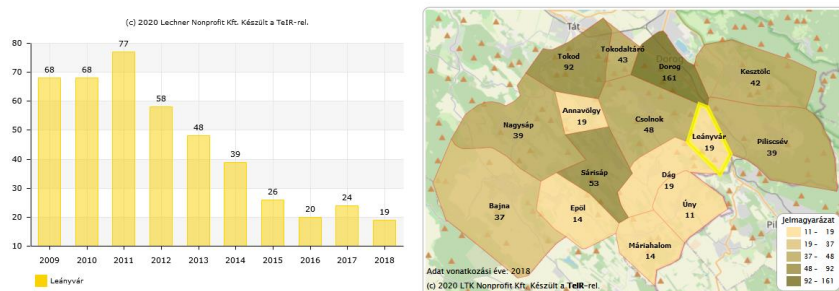 (c) 2020 Lechner Nonprofit Kft. Készült a TeIR-rel.
80
70
60
50
40
30
20
10
68
68
77
58
48
39
26
20
24
19
2009
2010
2011
2012
2013
2014
2015
2016
2017
2018
Leányvár
Tát
Tokod
92
Tokodaltáró
43
Dorog
Dorog
161
Kesztölc
42
Annavölgy
19
Csolnok
48
Leányvár
19
Nagysáp
39
Piliscsév
39
Sárisáp
53
Dág
19
Bajna
37
Epöl
14
Úny
11
Máriahalom
14
Jelmagyarázat
11 - 19
19 - 37
37 - 48
48 - 92
92 - 161
Adat vonatkozási éve: 2018
(c) 2020 LTK Nonprofit Kft. Készült a TeIR-rel.